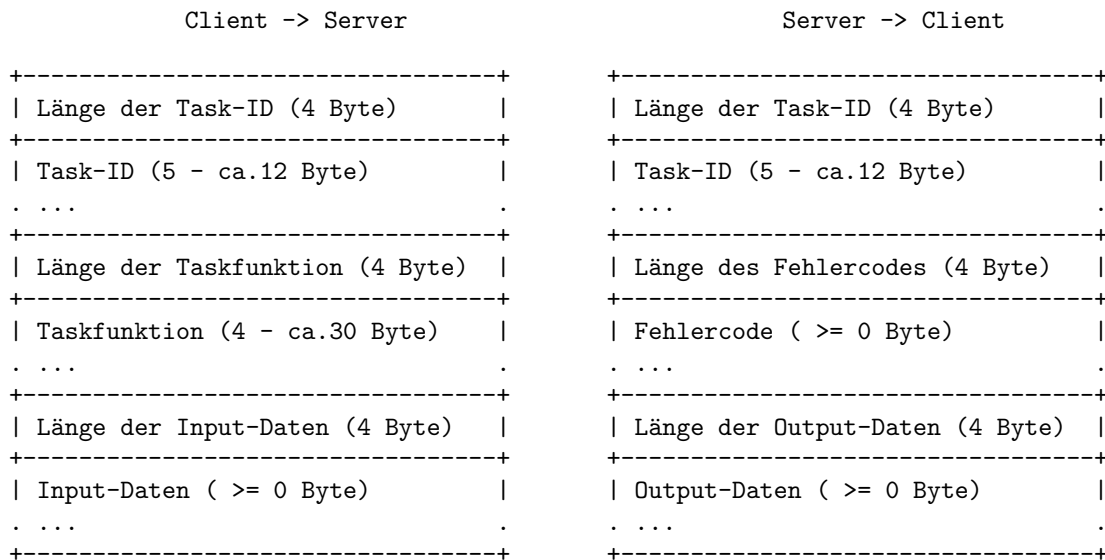 Client -> Server
Server -> Client
+----------------------------------+
| Länge der Task-ID (4 Byte) |
+----------------------------------+
| Task-ID (5 - ca.12 Byte) |
. ... .
+----------------------------------+
| Länge der Taskfunktion (4 Byte) |
+----------------------------------+
| Taskfunktion (4 - ca.30 Byte) |
. ... .
+----------------------------------+
| Länge der Input-Daten (4 Byte) |
+----------------------------------+
| Input-Daten ( >= 0 Byte) |
. ... .
+----------------------------------+
+----------------------------------+
| Länge der Task-ID (4 Byte) |
+----------------------------------+
| Task-ID (5 - ca.12 Byte) |
. ... .
+----------------------------------+
| Länge des Fehlercodes (4 Byte) |
+----------------------------------+
| Fehlercode ( >= 0 Byte) |
. ... .
+----------------------------------+
| Länge der Output-Daten (4 Byte) |
+----------------------------------+
| Output-Daten ( >= 0 Byte) |
. ... .
+----------------------------------+